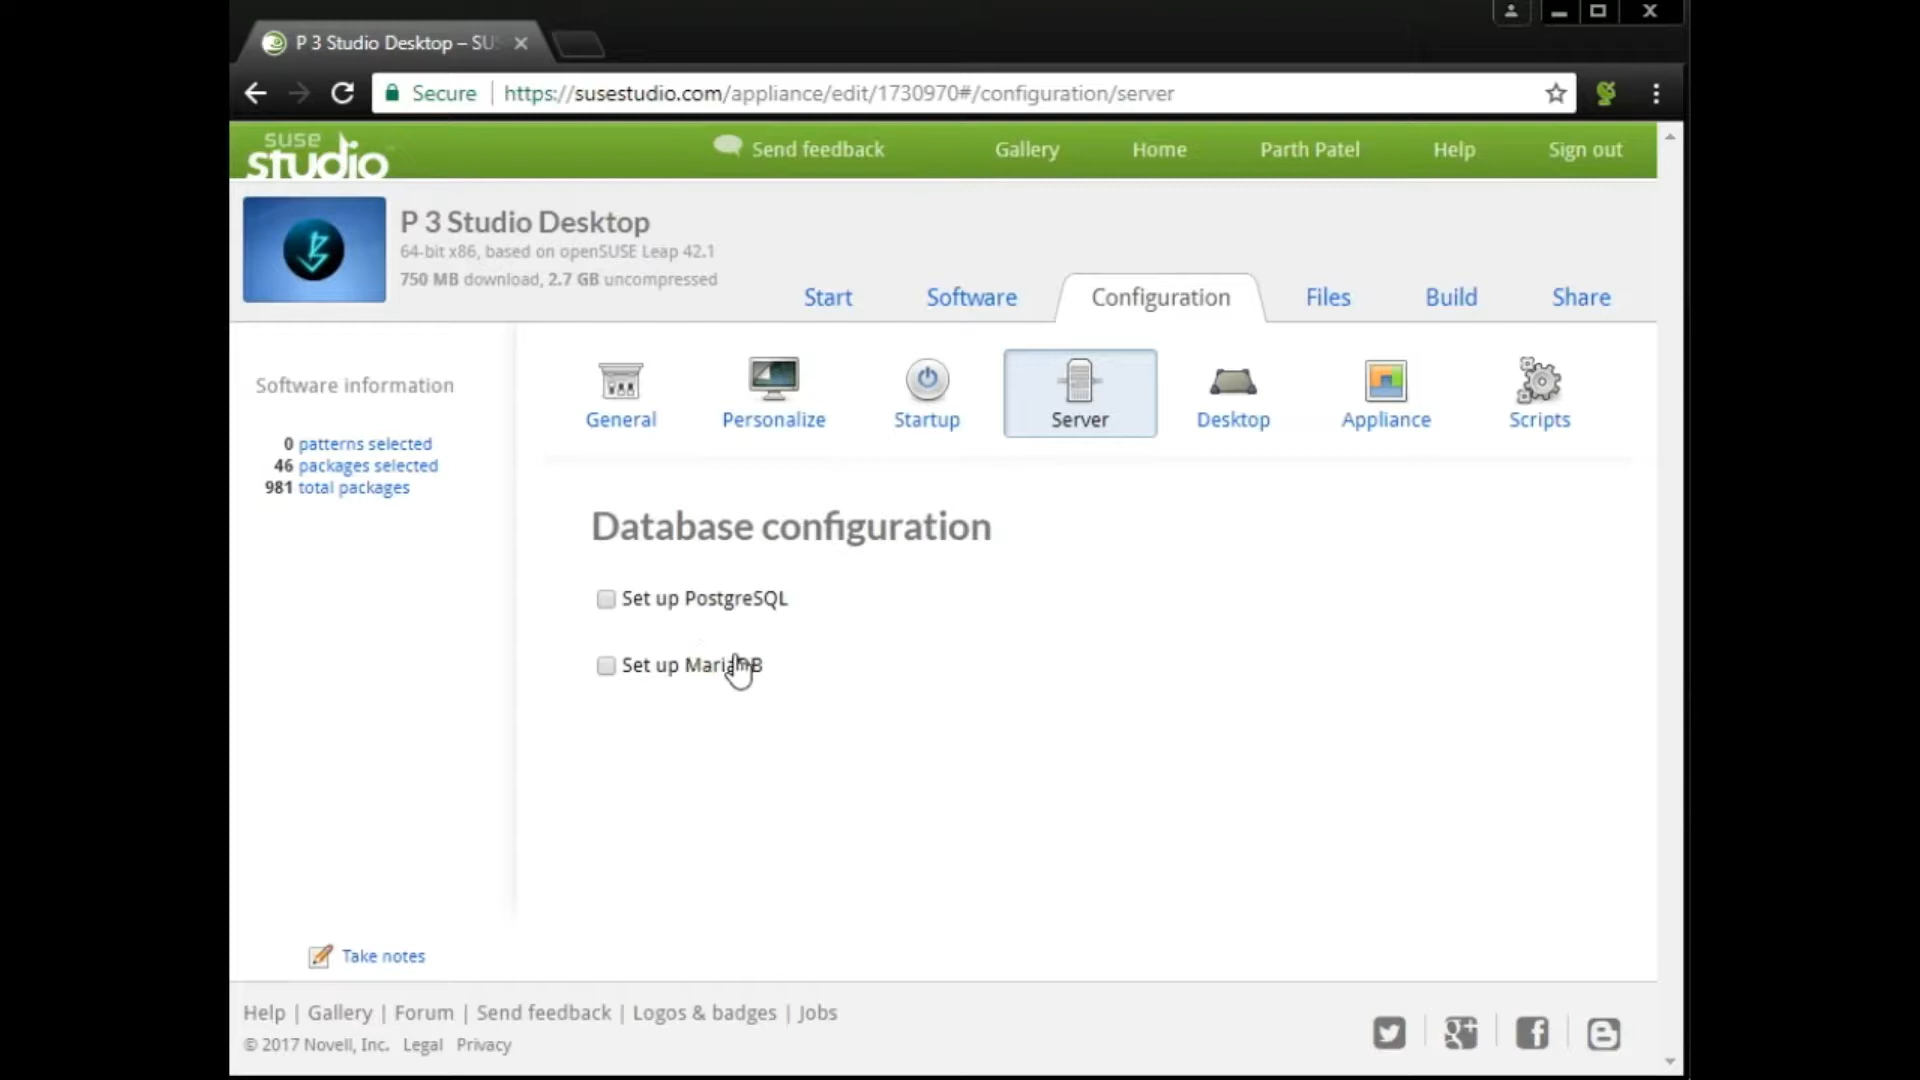 P 3 Studio Desktop – SUS
Secure https://susestudio.com/appliance/edit/1730970#/configuration/server
suse
studio
Send feedback Gallery Home Parth Patel Help Sign out
P 3 Studio Desktop
64-bit x86, based on openSUSE Leap 42.1
750 MB download, 2.7 GB uncompressed
Start Software Configuration Files Build Share
General Personalize Startup Server Desktop Appliance Scripts
Software information
0 patterns selected
46 packages selected
981 total packages
Database configuration
Set up PostgreSQL
Set up MariaDB
Take notes
Help | Gallery | Forum | Send feedback | Logos & badges | Jobs
© 2017 Novell, Inc. Legal Privacy